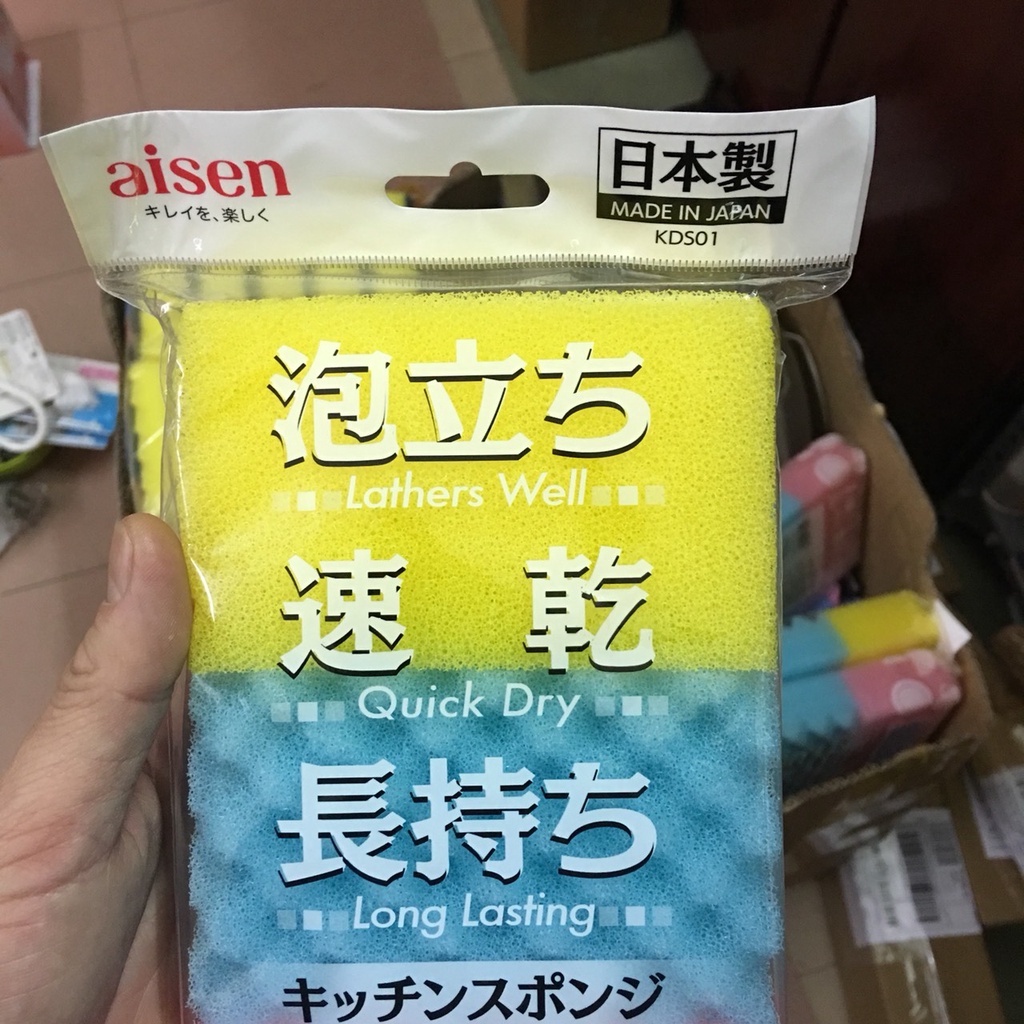 aisen
キレイを、楽しく
日本製
MADE IN JAPAN
KDS01
泡立ち
Lathers Well
速 乾
Quick Dry
長持ち
Long Lasting
キッチンスポンジ